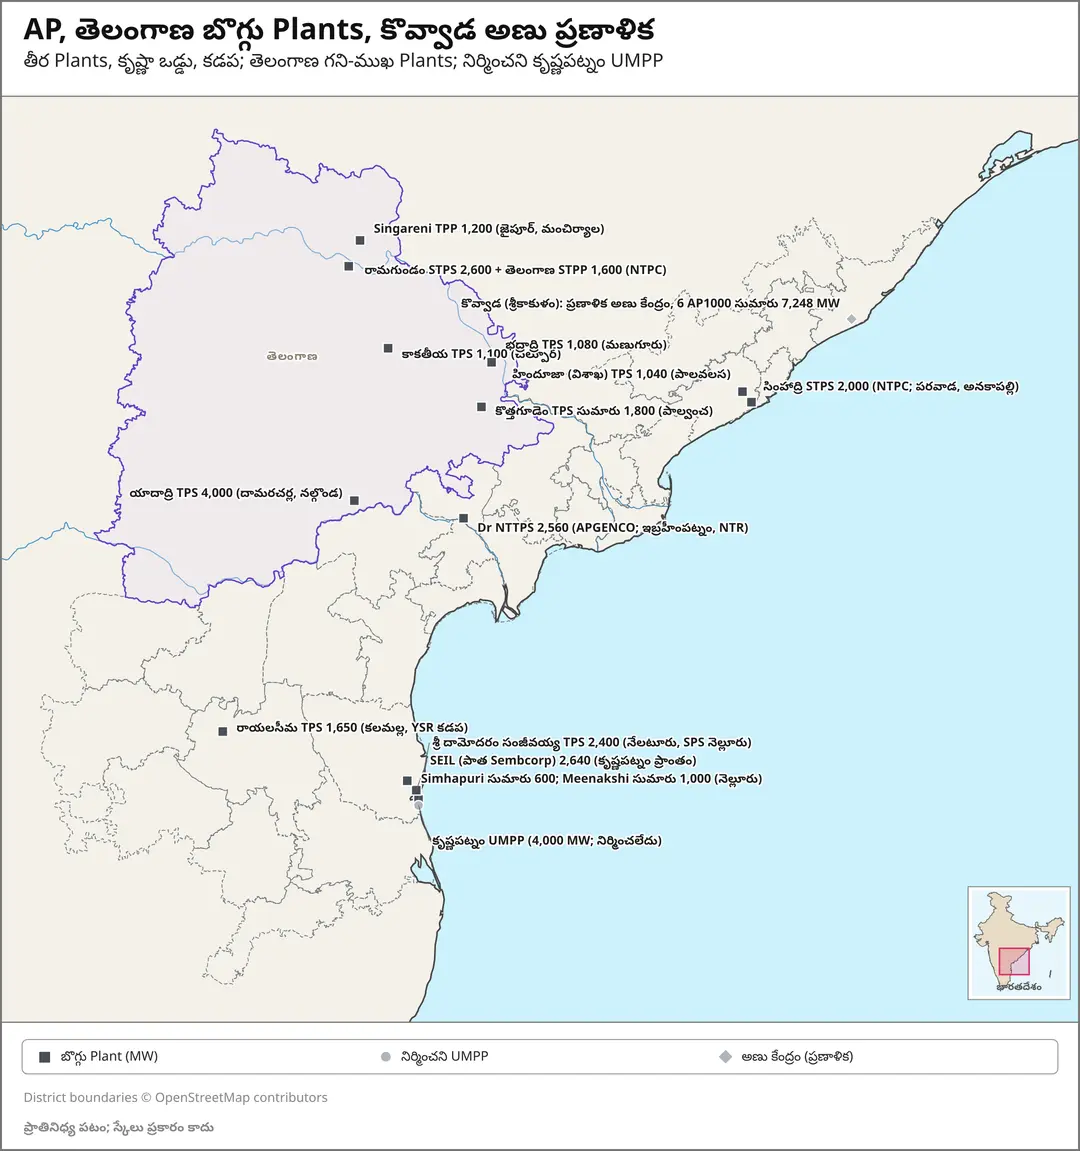 AP, తెలంగాణ బొగ్గు Plants, కొవ్వాడ అణు ప్రణాళిక
తీర Plants, కృష్ణా ఒడ్డు, కడప; తెలంగాణ గని-ముఖ Plants; నిర్మించని కృష్ణపట్నం UMPP
Singareni TPP 1,200 (జైపూర్, మంచిర్యాల)
రామగుండం STPS 2,600 + తెలంగాణ STPP 1,600 (NTPC)
కొవ్వాడ (శ్రీకాకుళం): ప్రణాళిక అణు కేంద్రం, 6 AP1000 సుమారు 7,248 MW
భద్రాద్రి TPS 1,080 (మణుగూరు)
తెలంగాణ
కాకతీయ TPS 1,100 (చెల్పూర్)
హిందూజా (విశాఖ) TPS 1,040 (పాలవలస)
సింహాద్రి STPS 2,000 (NTPC; పరవాడ, అనకాపల్లి)
కొత్తగూడెం TPS సుమారు 1,800 (పాల్వంచ)
యాదాద్రి TPS 4,000 (దామరచర్ల, నల్గొండ)
Dr NTTPS 2,560 (APGENCO; ఇబ్రహీంపట్నం, NTR)
రాయలసీమ TPS 1,650 (కలమల్ల, YSR కడప)
శ్రీ దామోదరం సంజీవయ్య TPS 2,400 (నేలటూరు, SPS నెల్లూరు)
SEIL (పాత Sembcorp) 2,640 (కృష్ణపట్నం ప్రాంతం)
Simhapuri సుమారు 600; Meenakshi సుమారు 1,000 (నెల్లూరు)
కృష్ణపట్నం UMPP (4,000 MW; నిర్మించలేదు)
భారతదేశం
బొగ్గు Plant (MW)
నిర్మించని UMPP
అణు కేంద్రం (ప్రణాళిక)
District boundaries © OpenStreetMap contributors
ప్రాతినిధ్య పటం; స్కేలు ప్రకారం కాదు